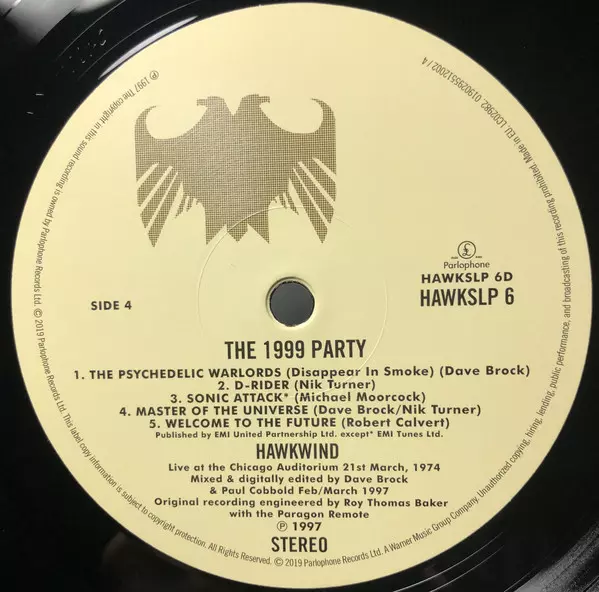 SIDE 4
Parlophone
HAWKSLP 6D
HAWKSLP 6
THE 1999 PARTY
1. THE PSYCHEDELIC WARLORDS (Disappear In Smoke) (Dave Brock)
2. D-RIDER (Nik Turner)
3. SONIC ATTACK* (Michael Moorcock)
4. MASTER OF THE UNIVERSE (Dave Brock/Nik Turner)
5. WELCOME TO THE FUTURE (Robert Calvert)
Published by EMI United Partnership Ltd. except* EMI Tunes Ltd.
HAWKWIND
Live at the Chicago Auditorium 21st March, 1974
Mixed & digitally edited by Dave Brock
& Paul Cobbold Feb/March 1997
Original recording engineered by Roy Thomas Baker
with the Paragon Remote
℗ 1997
STEREO
℗ 1997 The copyright in this sound recording is owned by Parlophone Records Ltd. © 2019 Parlophone Records Ltd. This label copy information is subject to copyright protection. All Rights Reserved. © 2019 Parlophone Records Ltd. A Warner Music Group Company. Unauthorized copying, hiring, lending, public performance, and broadcasting of this recording prohibited. Made in EU. LC02982. 0190295512002 / 4